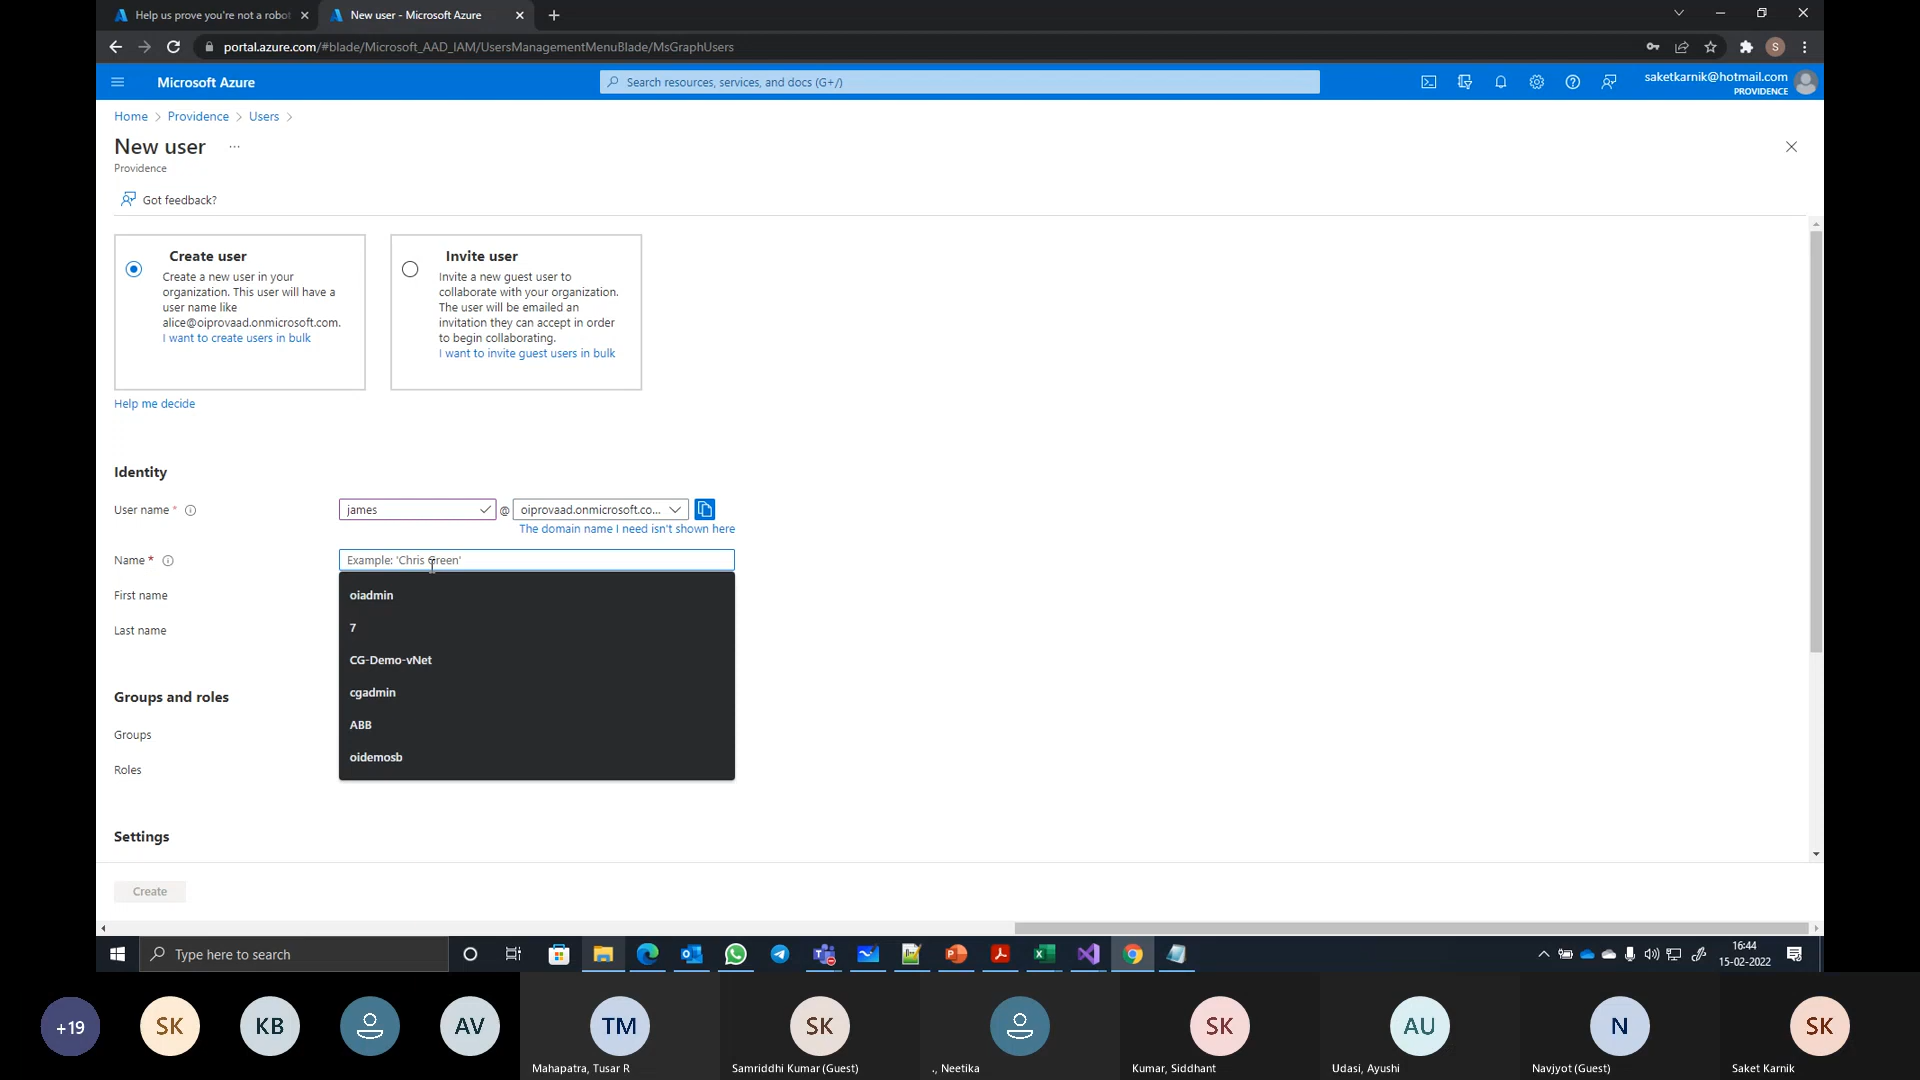 Help us prove you're not a robot
New user - Microsoft Azure
portal.azure.com/#blade/Microsoft_AAD_IAM/UsersManagementMenuBlade/MsGraphUsers
S
Microsoft Azure
Search resources, services, and docs (G+/)
saketkarnik@hotmail.com
PROVIDENCE
Home > Providence > Users >
New user ...
Providence
Got feedback?
Create user
Create a new user in your
organization. This user will have a
user name like
alice@oiprovaad.onmicrosoft.com.
I want to create users in bulk
Invite user
Invite a new guest user to
collaborate with your organization.
The user will be emailed an
invitation they can accept in order
to begin collaborating.
I want to invite guest users in bulk
Help me decide
Identity
User name *
james
@
oiprovaad.onmicrosoft.co...
The domain name I need isn't shown here
Name *
Example: 'Chris Green'
oiadmin
7
CG-Demo-vNet
cgadmin
ABB
oidemosb
First name
Last name
Groups and roles
Groups
Roles
Settings
Create
Type here to search
16:44
15-02-2022
+19
SK
KB
AV
TM
Mahapatra, Tusar R
SK
Samriddhi Kumar (Guest)
., Neetika
SK
Kumar, Siddhant
AU
Udasi, Ayushi
N
Navjyot (Guest)
SK
Saket Karnik